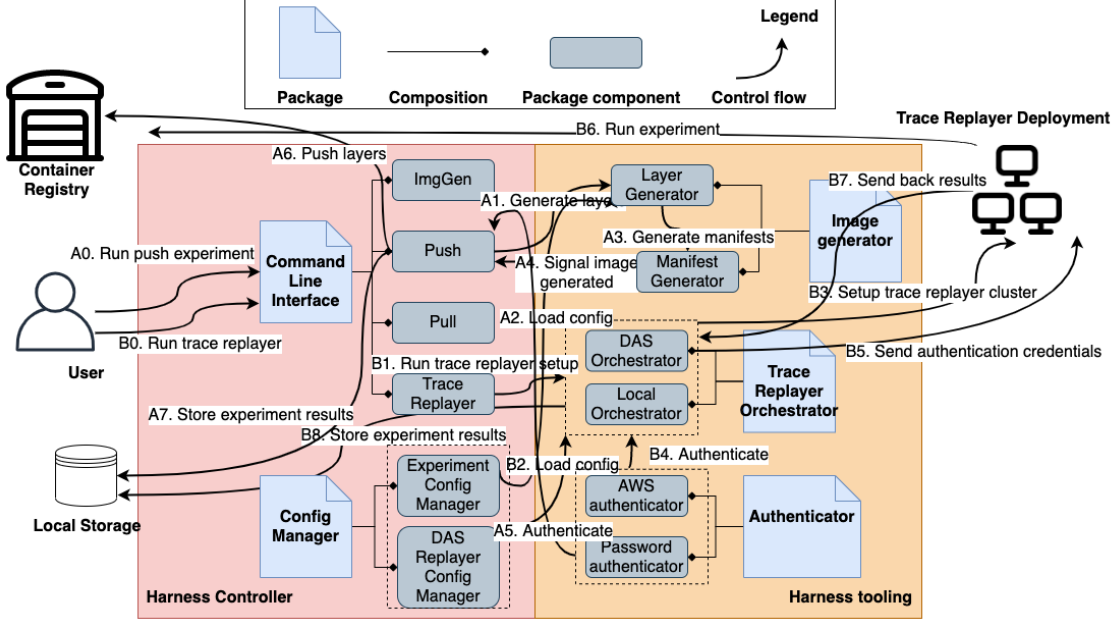 Legend
Package
Composition
Package component
Control flow
Container
Registry
Trace Replayer Deployment
B6. Run experiment
A6. Push layers
ImgGen
Layer
Generator
B7. Send back results
A1. Generate laye
A0. Run push experiment
Command
Line
Interface
Push
A3. Generate manifests
Image
generator
A4. Signal image
generated
Manifest
Generator
B3. Setup trace replayer cluster
Pull
A2. Load config
B0. Run trace replayer
User
DAS
Orchestrator
B5. Send authentication credentials
B1. Run trace replayer setup
Trace
Replayer
Local
Orchestrator
Trace
Replayer
Orchestrator
A7. Store experiment results
B8. Store experiment results
B4. Authenticate
Experiment
Config
Manager
B2. Load config
AWS
authenticator
Local Storage
Config
Manager
Authenticator
A5. Authenticate
DAS
Replayer
Config
Manager
Password
authenticator
Harness Controller
Harness tooling